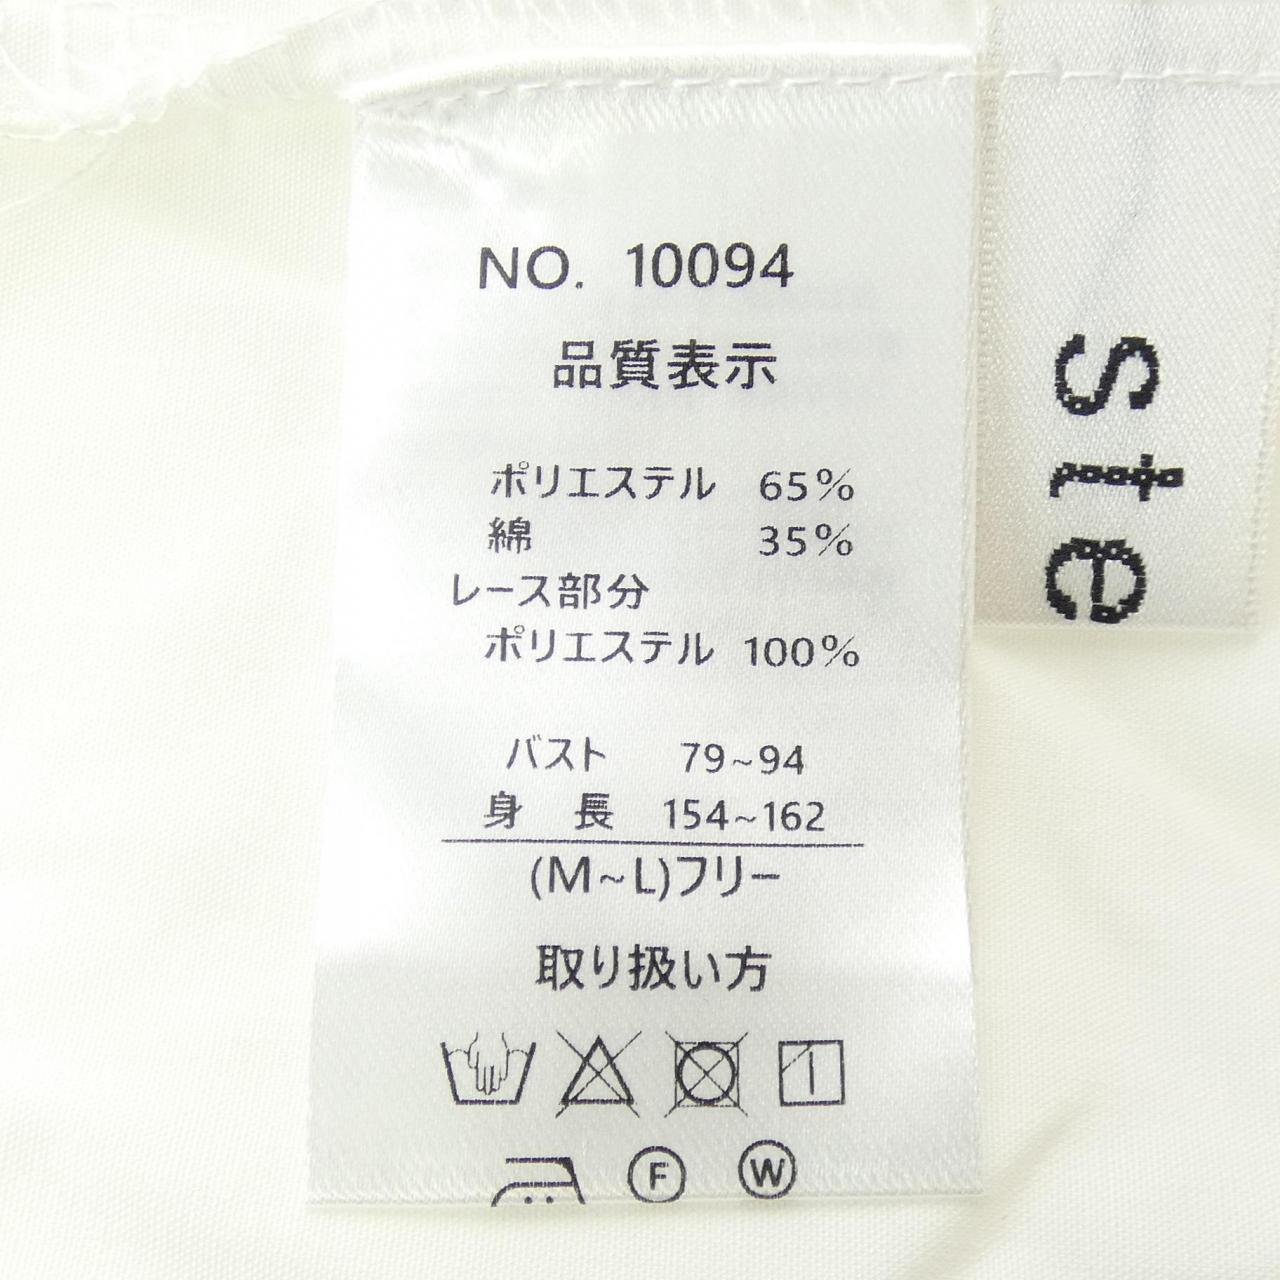 NO. 10094
品質表示
ポリエステル 65%
綿 35%
レース部分
ポリエステル 100%
バスト 79~94
身 長 154~162
(M~L)フリー
取り扱い方
F W
Ste